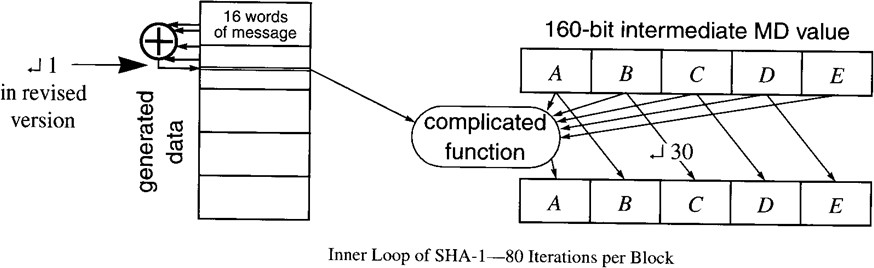 16 words
of message
↲ 1
in revised
version
generated
data
160-bit intermediate MD value
A B C D E
complicated
function
↲ 30
A B C D E
Inner Loop of SHA-1—80 Iterations per Block